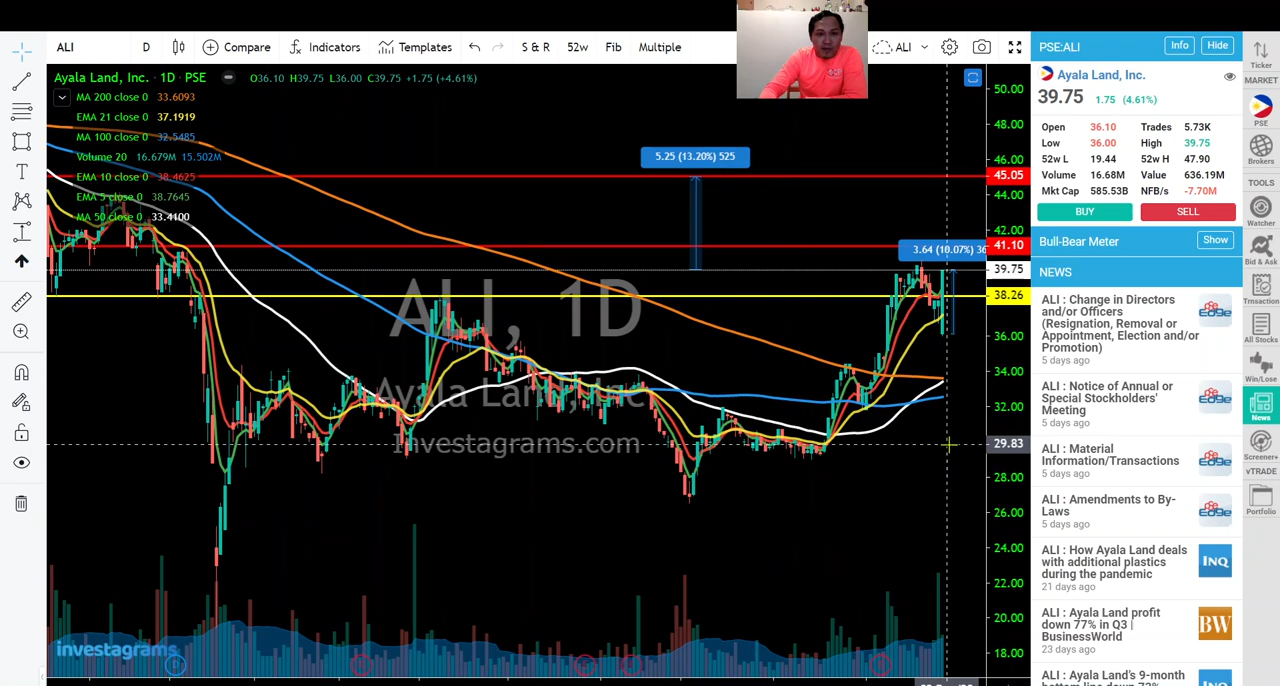 ALI D Compare Indicators Templates S & R 52w Fib Multiple ALI
Ayala Land, Inc. · 1D · PSE O36.10 H39.75 L36.00 C39.75 +1.75 (+4.61%)
MA 200 close 0 33.6093
EMA 21 close 0 37.1919
MA 100 close 0 32.5485
Volume 20 16.679M 15.502M
EMA 10 close 0 38.4625
EMA 5 close 0 38.7645
MA 50 close 0 33.4100
5.25 (13.20%) 525
3.64 (10.07%) 36
ALI, 1D
Ayala Land, Inc.
Investagrams.com
investagrams
D
50.00
48.00
46.00
45.05
44.00
42.00
41.10
39.75
38.26
36.00
34.00
32.00
29.83
28.00
26.00
24.00
22.00
20.00
18.00
PSE:ALI Info Hide
Ayala Land, Inc.
39.75 1.75 (4.61%)
Open 36.10 Trades 5.73K
Low 36.00 High 39.75
52w L 19.44 52w H 47.90
Volume 16.68M Value 636.19M
Mkt Cap 585.53B NFB/s -7.70M
BUY SELL
Bull-Bear Meter Show
NEWS
ALI : Change in Directors
and/or Officers
(Resignation, Removal or
Appointment, Election and/or
Promotion)
5 days ago
EDGE
ALI : Notice of Annual or
Special Stockholders'
Meeting
5 days ago
EDGE
ALI : Material
Information/Transactions
5 days ago
EDGE
ALI : Amendments to By-
Laws
5 days ago
EDGE
ALI : How Ayala Land deals
with additional plastics
during the pandemic
21 days ago
INQ
ALI : Ayala Land profit
down 77% in Q3 |
BusinessWorld
23 days ago
BW
ALI : Ayala Land's 9-month
INQ
Ticker
MARKET
PSE
Brokers
TOOLS
Watcher
Bid & Ask
Trnsaction
All Stocks
Win/Lose
News
Screener+
vTRADE
Portfolio